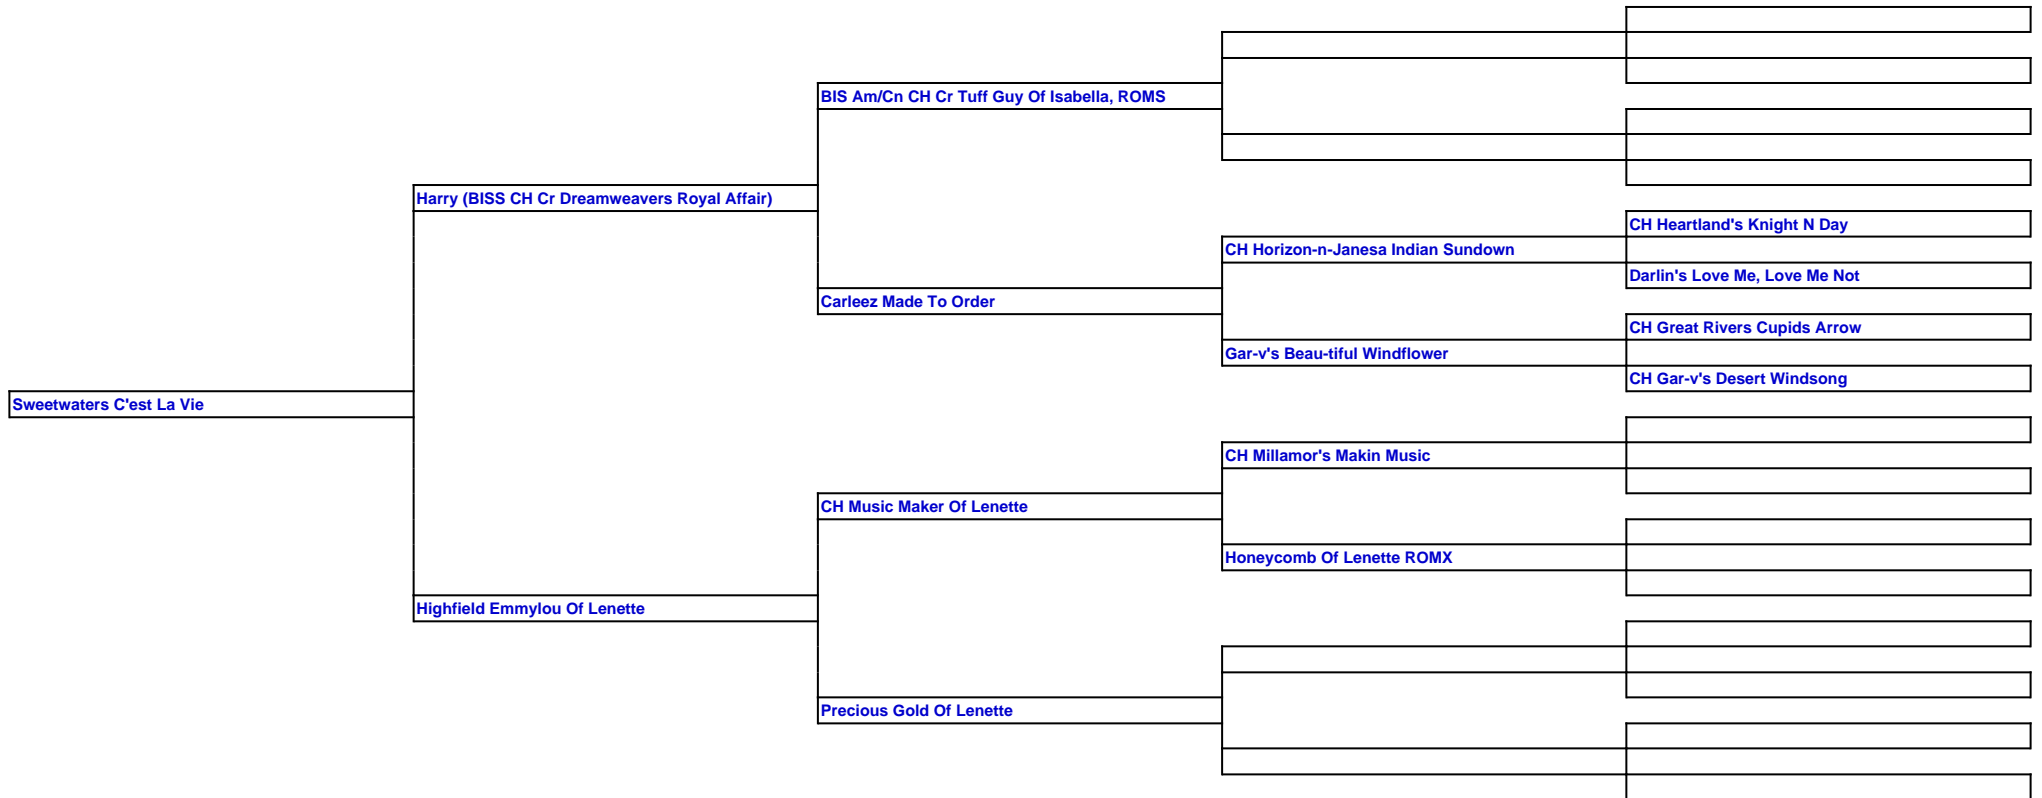 BIS Am/Cn CH Cr Tuff Guy Of Isabella, ROMS
Harry (BISS CH Cr Dreamweavers Royal Affair)
CH Heartland's Knight N Day
CH Horizon-n-Janesa Indian Sundown
Darlin's Love Me, Love Me Not
Carleez Made To Order
CH Great Rivers Cupids Arrow
Gar-v's Beau-tiful Windflower
CH Gar-v's Desert Windsong
Sweetwaters C'est La Vie
CH Millamor's Makin Music
CH Music Maker Of Lenette
Honeycomb Of Lenette ROMX
Highfield Emmylou Of Lenette
Precious Gold Of Lenette